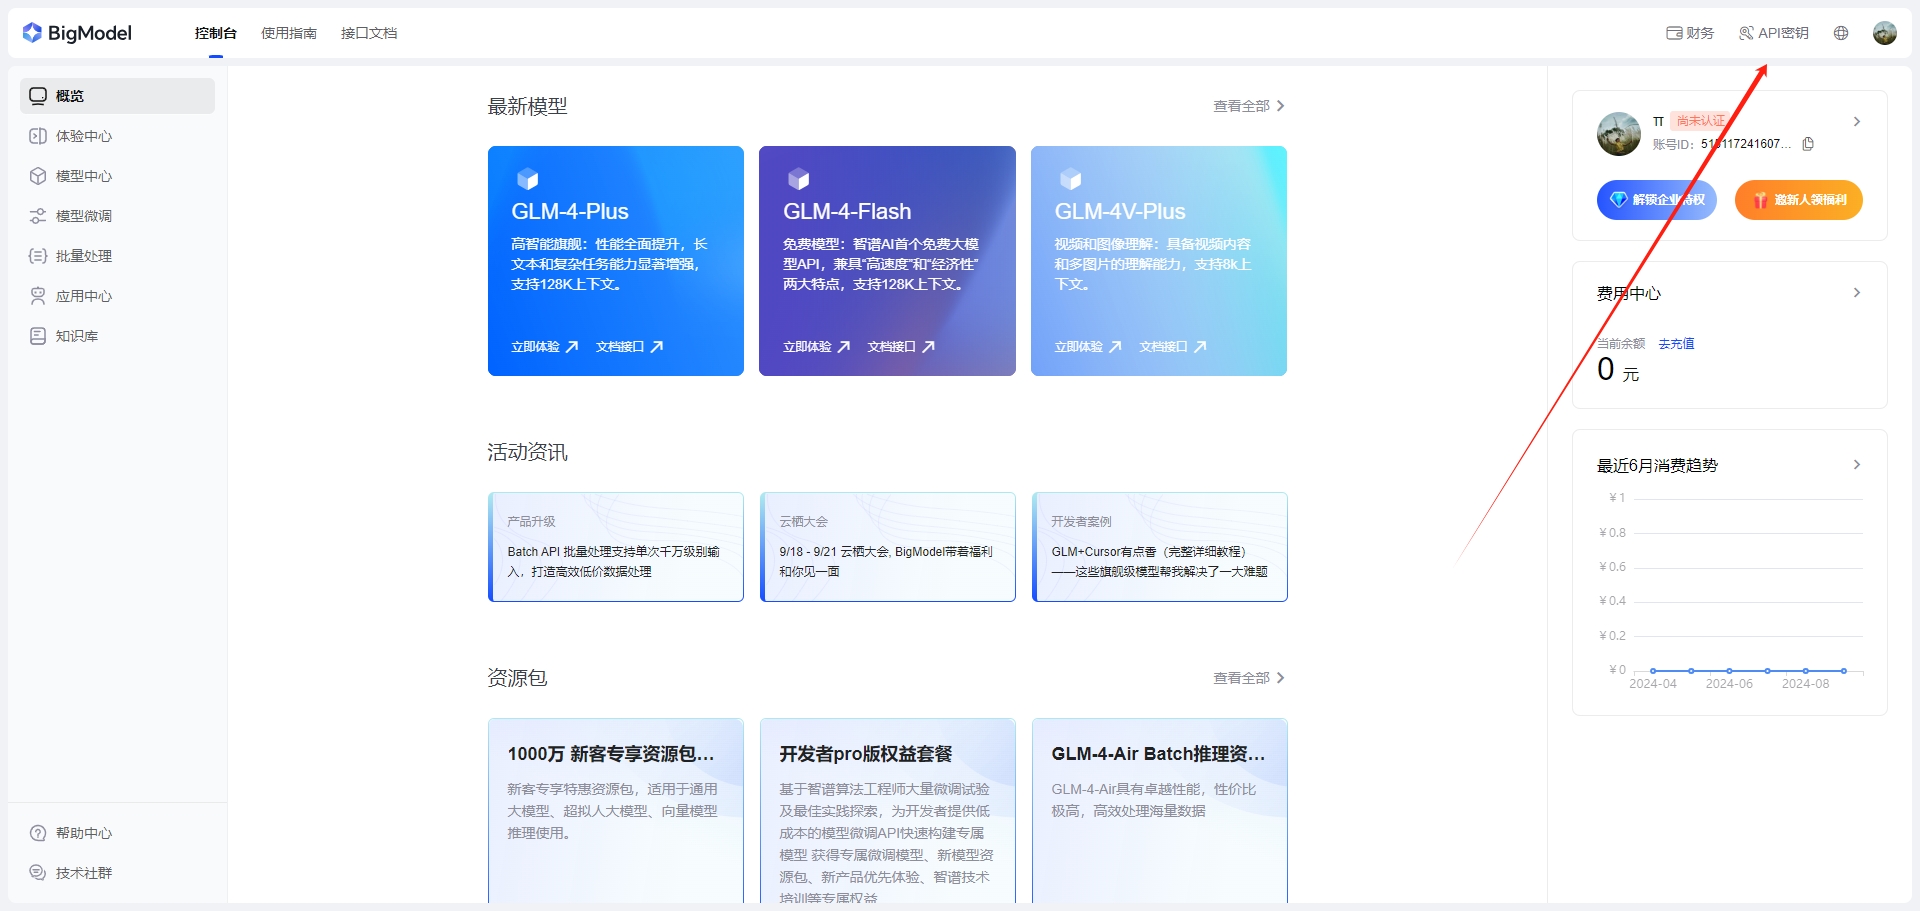 BigModel
控制台
使用指南
接口文档
财务
API密钥
概览
体验中心
模型中心
模型微调
批量处理
应用中心
知识库
帮助中心
技术社群
最新模型
查看全部
GLM-4-Plus
高智能旗舰：性能全面提升，长
文本和复杂任务能力显著增强，
支持128K上下文。
立即体验
文档接口
GLM-4-Flash
免费模型：智谱AI首个免费大模
型API，兼具“高速度”和“经济性”
两大特点，支持128K上下文。
立即体验
文档接口
GLM-4V-Plus
视频和图像理解：具备视频内容
和多图片的理解能力，支持8k上
下文。
立即体验
文档接口
活动资讯
产品升级
Batch API 批量处理支持单次千万级别输
入，打造高效低价数据处理
云栖大会
9/18 - 9/21 云栖大会, BigModel带着福利
和你见一面
开发者案例
GLM+Cursor有点香（完整详细教程）
——这些旗舰级模型帮我解决了一大难题
资源包
查看全部
1000万 新客专享资源包...
新客专享特惠资源包，适用于通用
大模型、超拟人大模型、向量模型
推理使用。
开发者pro版权益套餐
基于智谱算法工程师大量微调试验
及最佳实践探索，为开发者提供低
成本的模型微调API快速构建专属
模型 获得专属微调模型、新模型资
源包、新产品优先体验、智谱技术
培训等专属权益
GLM-4-Air Batch推理资...
GLM-4-Air具有卓越性能，性价比
极高，高效处理海量数据
尚未认证
账号ID：
解锁企业特权
邀新人领福利
费用中心
当前余额
去充值
0 元
最近6月消费趋势
¥ 1
¥ 0.8
¥ 0.6
¥ 0.4
¥ 0.2
¥ 0
2024-04
2024-06
2024-08